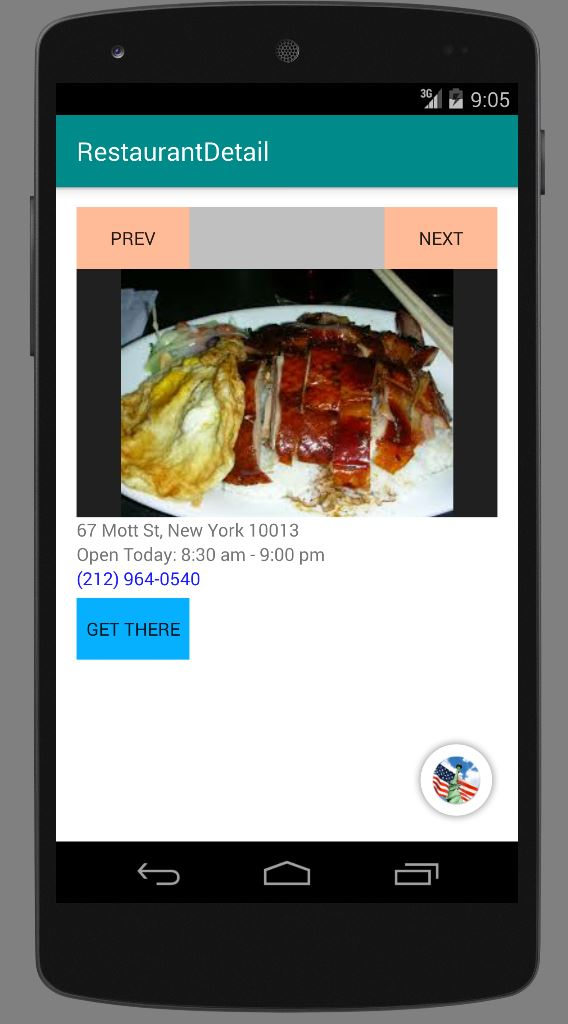 3G 9:05
RestaurantDetail
PREV NEXT
67 Mott St, New York 10013
Open Today: 8:30 am - 9:00 pm
(212) 964-0540
GET THERE